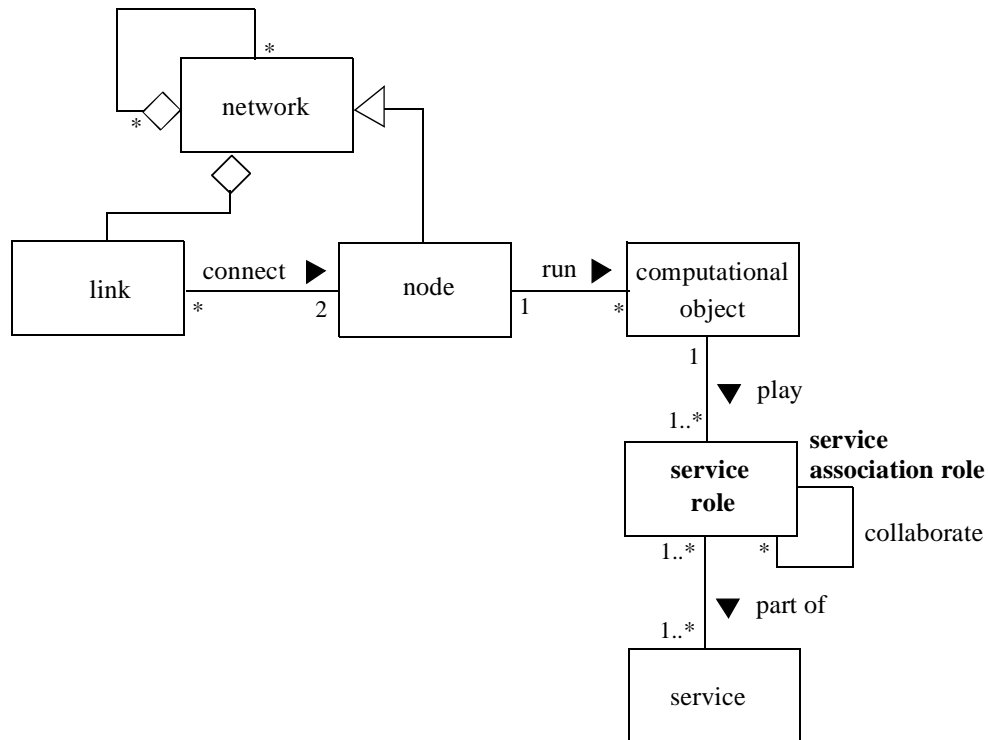 *
network
*
link
connect
*
2
node
run
1
*
computational
object
1
play
1..*
service
role
service
association role
collaborate
1..*
*
part of
1..*
service